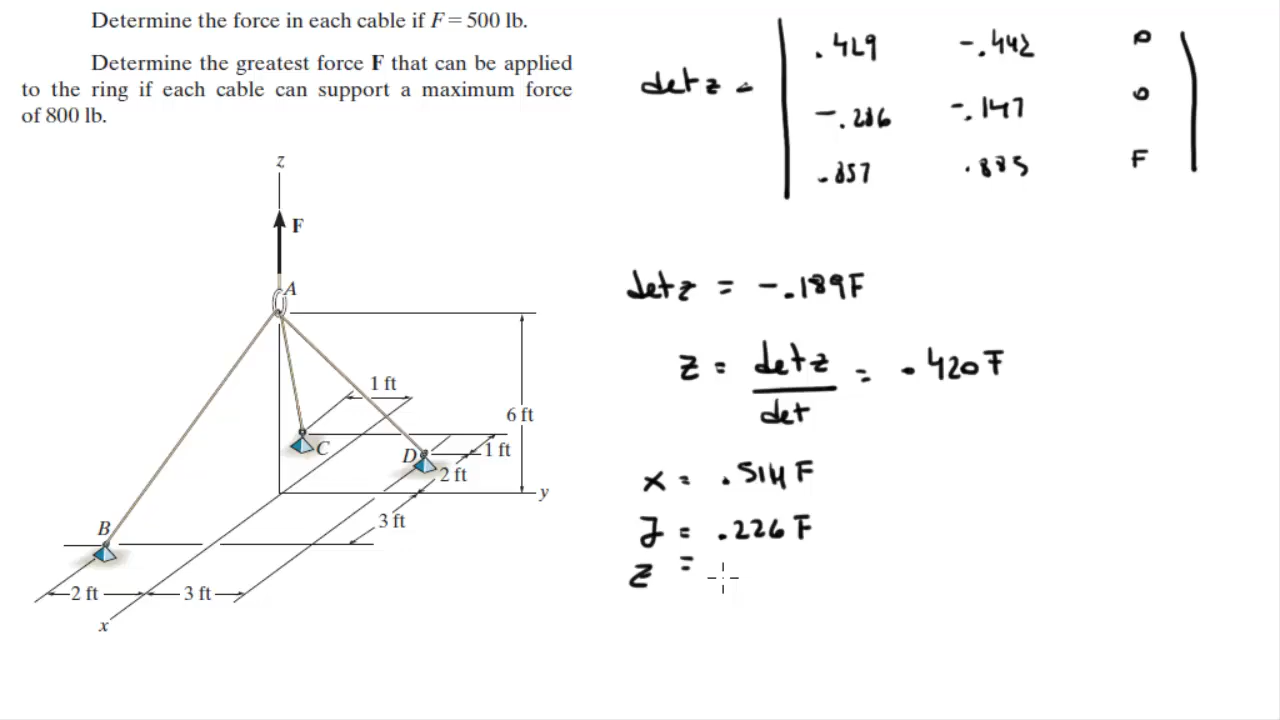 Determine the force in each cable if F = 500 lb.
Determine the greatest force F that can be applied
to the ring if each cable can support a maximum force
of 800 lb.
z
F
A
1 ft
6 ft
C
D
1 ft
2 ft
y
3 ft
B
2 ft
3 ft
x
det z =
.429 -.442 0
-.286 -.147 0
.857 .885 F
det z = -.189F
z = det z / det = .420 F
x = .514 F
y = .226 F
z =